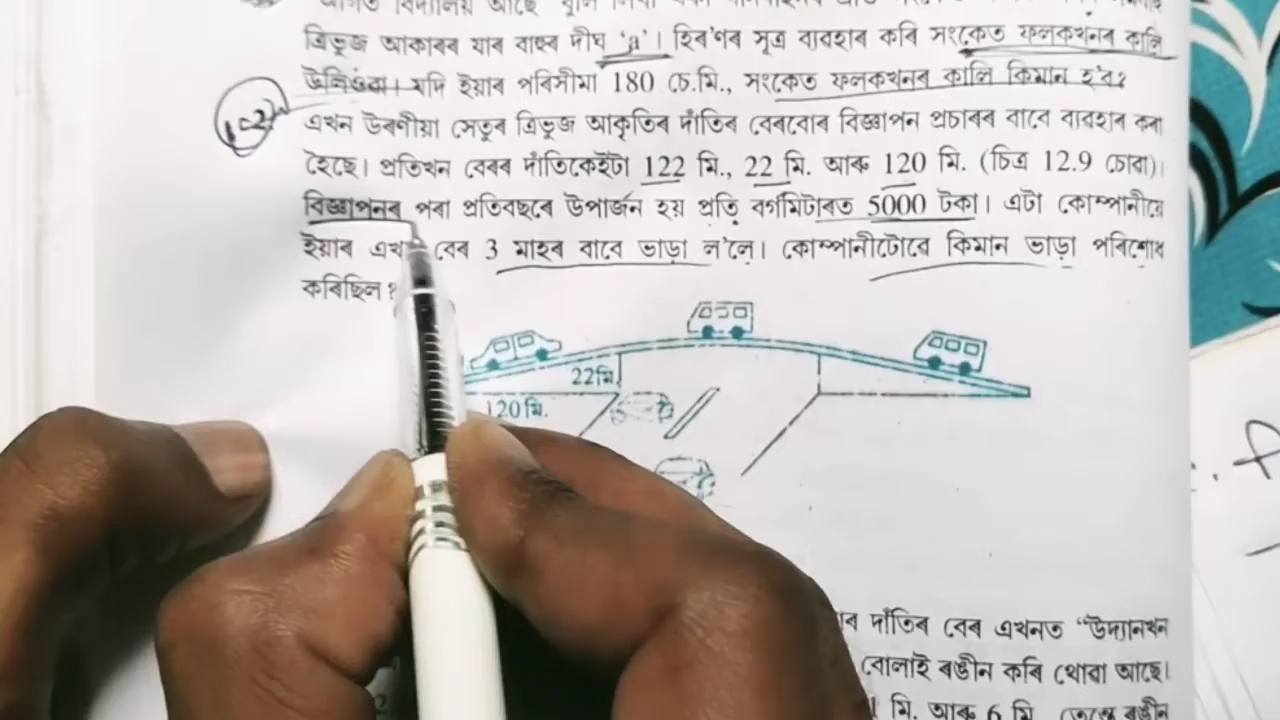 ত্ৰিভুজ আকাৰৰ যাৰ বাহুৰ দীঘ ‘a’। হিৰ'ণৰ সূত্ৰ ব্যৱহাৰ কৰি সংকেত ফলকখনৰ কালি
উলিওৱা। যদি ইয়াৰ পৰিসীমা 180 চে.মি., সংকেত ফলকখনৰ কালি কিমান হ'ব?
এখন উৰণীয়া সেতুৰ ত্ৰিভুজ আকৃতিৰ দাঁতিৰ বেৰবোৰ বিজ্ঞাপন প্ৰচাৰৰ বাবে ব্যৱহাৰ কৰা
হৈছে। প্ৰতিখন বেৰৰ দাঁতিকেইটা 122 মি., 22 মি. আৰু 120 মি. (চিত্ৰ 12.9 চোৱা)।
বিজ্ঞাপনৰ পৰা প্ৰতিবছৰে উপাৰ্জন হয় প্ৰতি বৰ্গমিটাৰত 5000 টকা। এটা কোম্পানীয়ে
ইয়াৰ বেৰ 3 মাহৰ বাবে ভাড়া ল'লে। কোম্পানীটোৱে কিমান ভাড়া পৰিশোধ
কৰিছিল?
22মি.
120 মি.
দাঁতিৰ বেৰ এখনত “উদ্যানখন
বোলাই ৰঙীন কৰি থোৱা আছে।
মি. আৰু 6 মি.